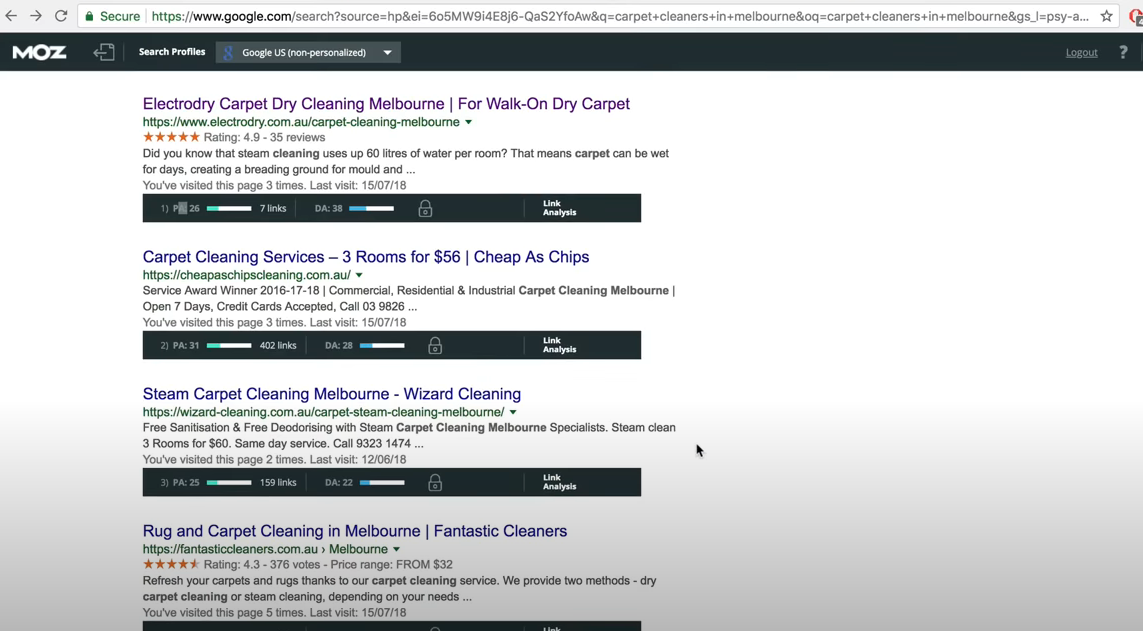 Secure https://www.google.com/search?source=hp&ei=6o5MW9i4E8j6-QaS2YfoAw&q=carpet+cleaners+in+melbourne&oq=carpet+cleaners+in+melbourne&gs_l=psy-a...
MOZ Search Profiles Google US (non-personalized) Logout ?
Electrodry Carpet Dry Cleaning Melbourne | For Walk-On Dry Carpet
https://www.electrodry.com.au/carpet-cleaning-melbourne
Rating: 4.9 - 35 reviews
Did you know that steam cleaning uses up 60 litres of water per room? That means carpet can be wet
for days, creating a breading ground for mould and ...
You've visited this page 3 times. Last visit: 15/07/18
1) PA: 26 7 links DA: 38 Link
Analysis
Carpet Cleaning Services – 3 Rooms for $56 | Cheap As Chips
https://cheapaschipscleaning.com.au/
Service Award Winner 2016-17-18 | Commercial, Residential & Industrial Carpet Cleaning Melbourne |
Open 7 Days, Credit Cards Accepted, Call 03 9826 ...
You've visited this page 3 times. Last visit: 15/07/18
2) PA: 31 402 links DA: 28 Link
Analysis
Steam Carpet Cleaning Melbourne - Wizard Cleaning
https://wizard-cleaning.com.au/carpet-steam-cleaning-melbourne/
Free Sanitisation & Free Deodorising with Steam Carpet Cleaning Melbourne Specialists. Steam clean
3 Rooms for $60. Same day service. Call 9323 1474 ...
You've visited this page 2 times. Last visit: 12/06/18
3) PA: 25 159 links DA: 22 Link
Analysis
Rug and Carpet Cleaning in Melbourne | Fantastic Cleaners
https://fantasticcleaners.com.au › Melbourne
Rating: 4.3 - 376 votes - Price range: FROM $32
Refresh your carpets and rugs thanks to our carpet cleaning service. We provide two methods - dry
carpet cleaning or steam cleaning, depending on your needs ...
You've visited this page 5 times. Last visit: 15/07/18
Link